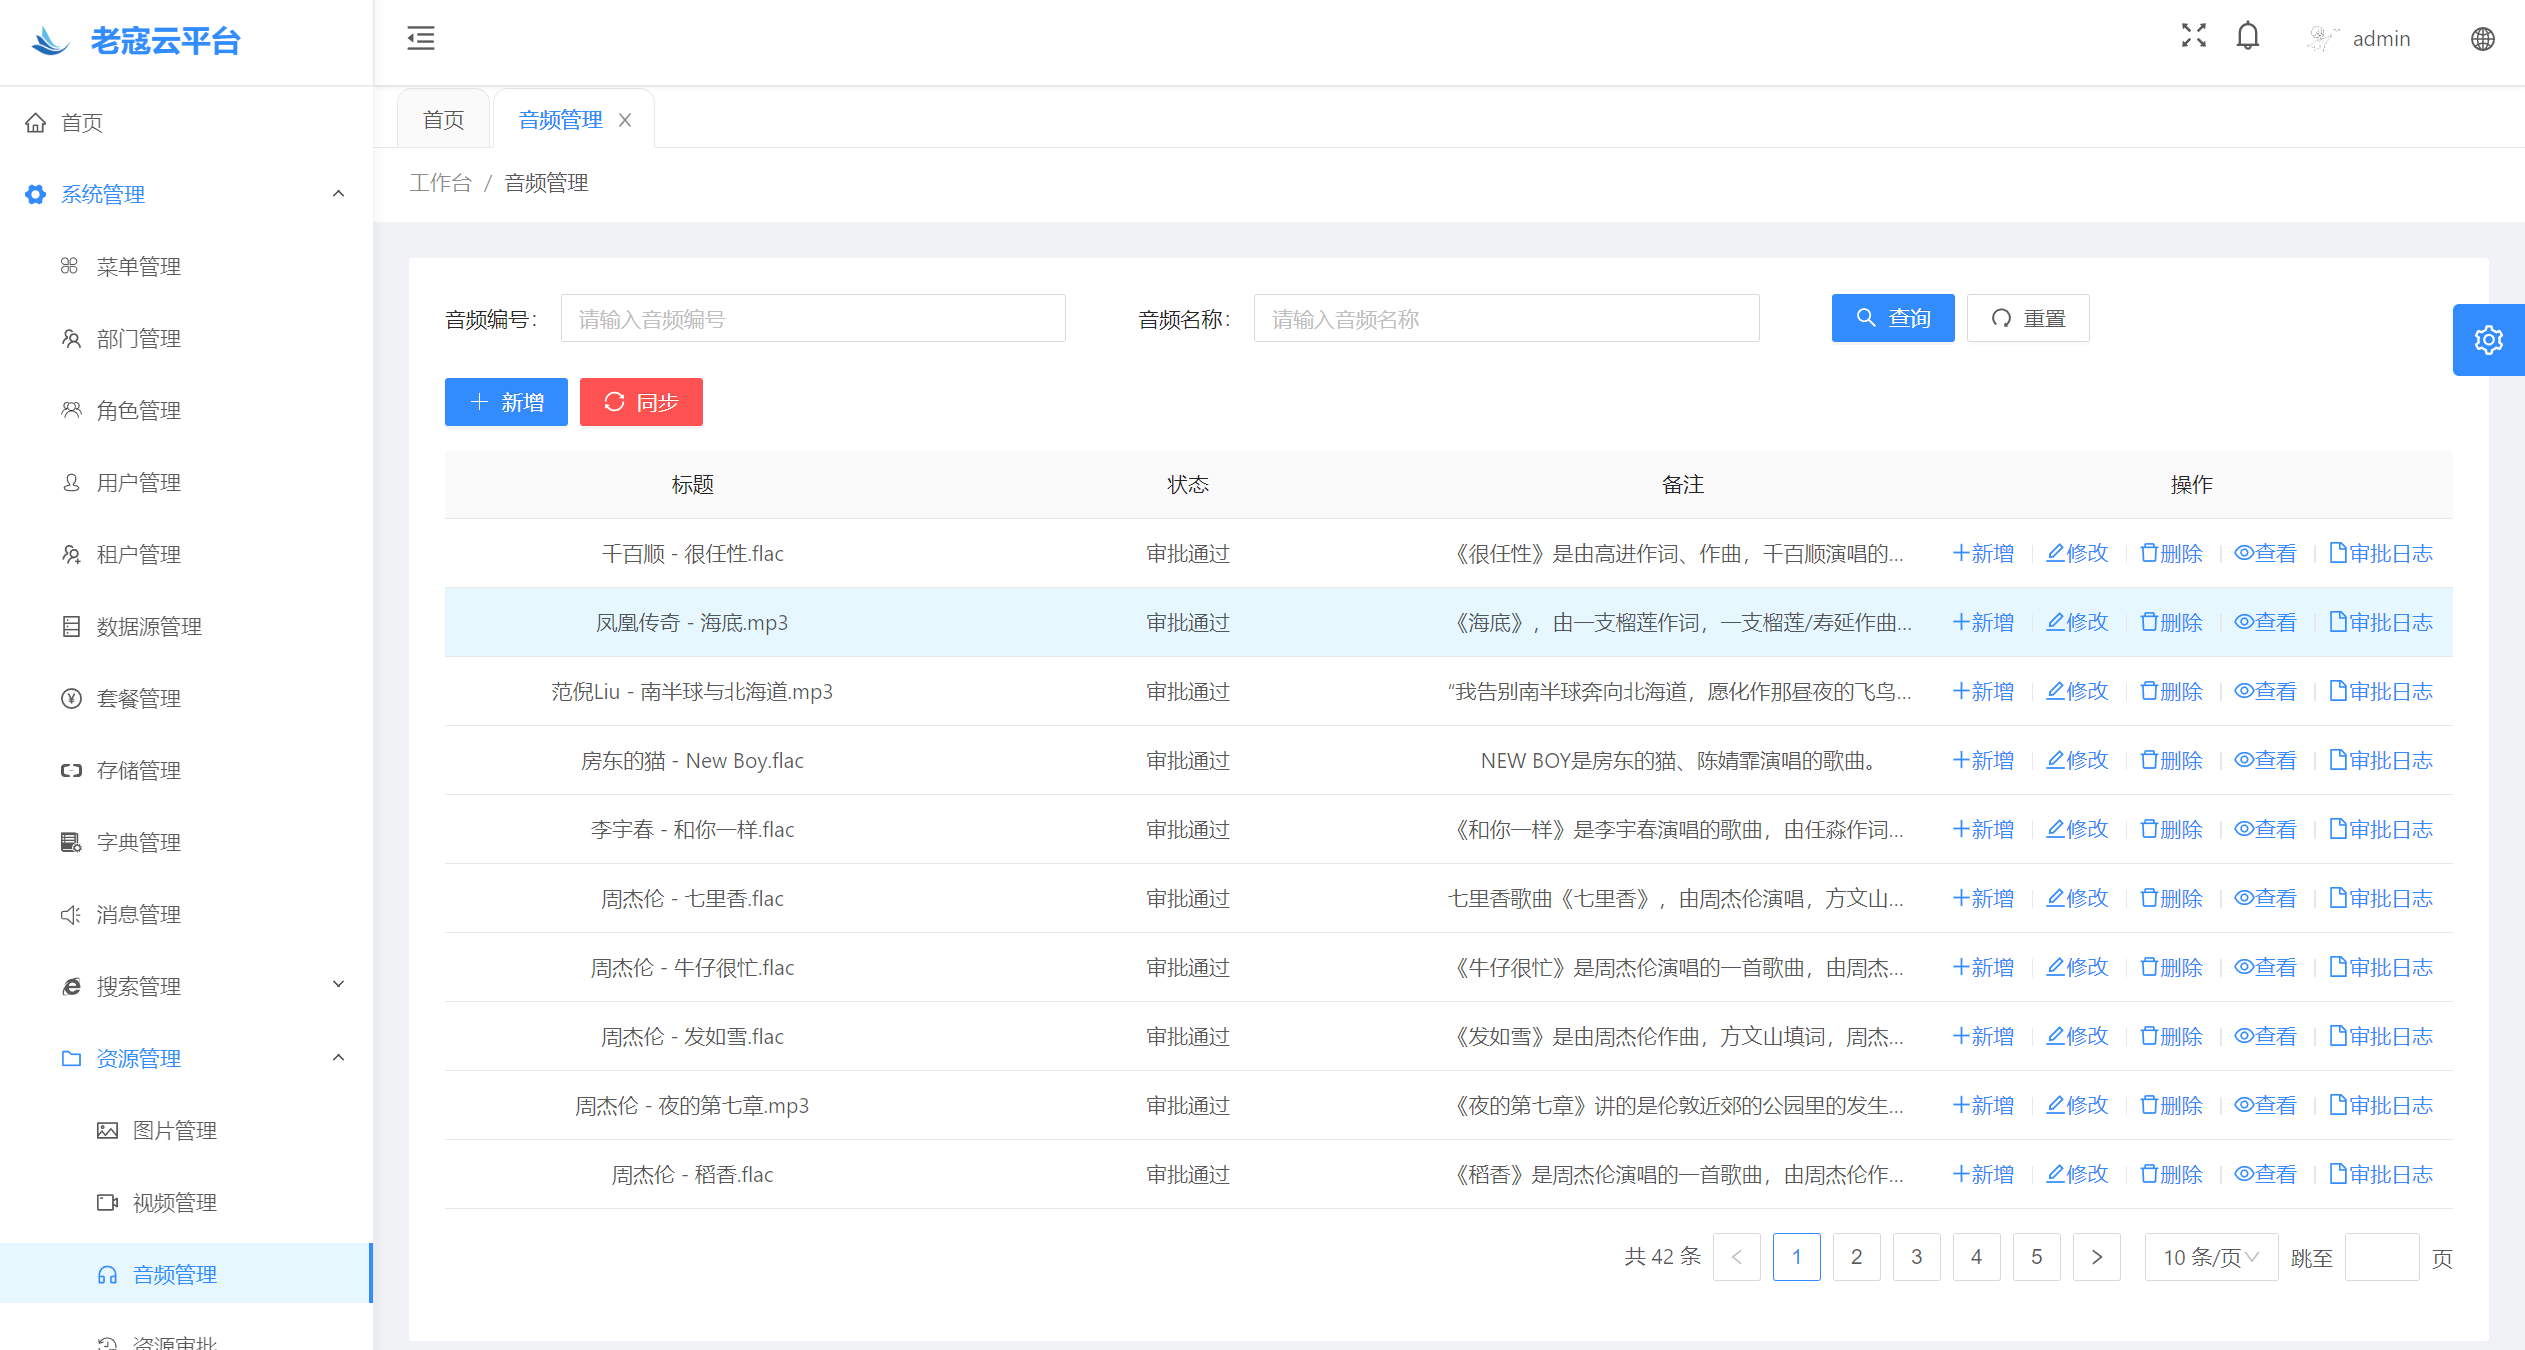 老寇云平台
admin
首页
系统管理
菜单管理
部门管理
角色管理
用户管理
租户管理
数据源管理
套餐管理
存储管理
字典管理
消息管理
搜索管理
资源管理
图片管理
视频管理
音频管理
资源审批
首页 音频管理
工作台 / 音频管理
音频编号： 请输入音频编号 音频名称： 请输入音频名称 查询 重置
新增 同步
标题 状态 备注 操作
千百顺 - 很任性.flac 审批通过 《很任性》是由高进作词、作曲，千百顺演唱的... 新增 修改 删除 查看 审批日志
凤凰传奇 - 海底.mp3 审批通过 《海底》，由一支榴莲作词，一支榴莲/寿延作曲... 新增 修改 删除 查看 审批日志
范倪Liu - 南半球与北海道.mp3 审批通过 “我告别南半球奔向北海道，愿化作那昼夜的飞鸟... 新增 修改 删除 查看 审批日志
房东的猫 - New Boy.flac 审批通过 NEW BOY是房东的猫、陈婧霏演唱的歌曲。 新增 修改 删除 查看 审批日志
李宇春 - 和你一样.flac 审批通过 《和你一样》是李宇春演唱的歌曲，由任淼作词... 新增 修改 删除 查看 审批日志
周杰伦 - 七里香.flac 审批通过 七里香歌曲《七里香》，由周杰伦演唱，方文山... 新增 修改 删除 查看 审批日志
周杰伦 - 牛仔很忙.flac 审批通过 《牛仔很忙》是周杰伦演唱的一首歌曲，由周杰... 新增 修改 删除 查看 审批日志
周杰伦 - 发如雪.flac 审批通过 《发如雪》是由周杰伦作曲，方文山填词，周杰... 新增 修改 删除 查看 审批日志
周杰伦 - 夜的第七章.mp3 审批通过 《夜的第七章》讲的是伦敦近郊的公园里的发生... 新增 修改 删除 查看 审批日志
周杰伦 - 稻香.flac 审批通过 《稻香》是周杰伦演唱的一首歌曲，由周杰伦作... 新增 修改 删除 查看 审批日志
共 42 条 < 1 2 3 4 5 > 10 条/页 跳至 页